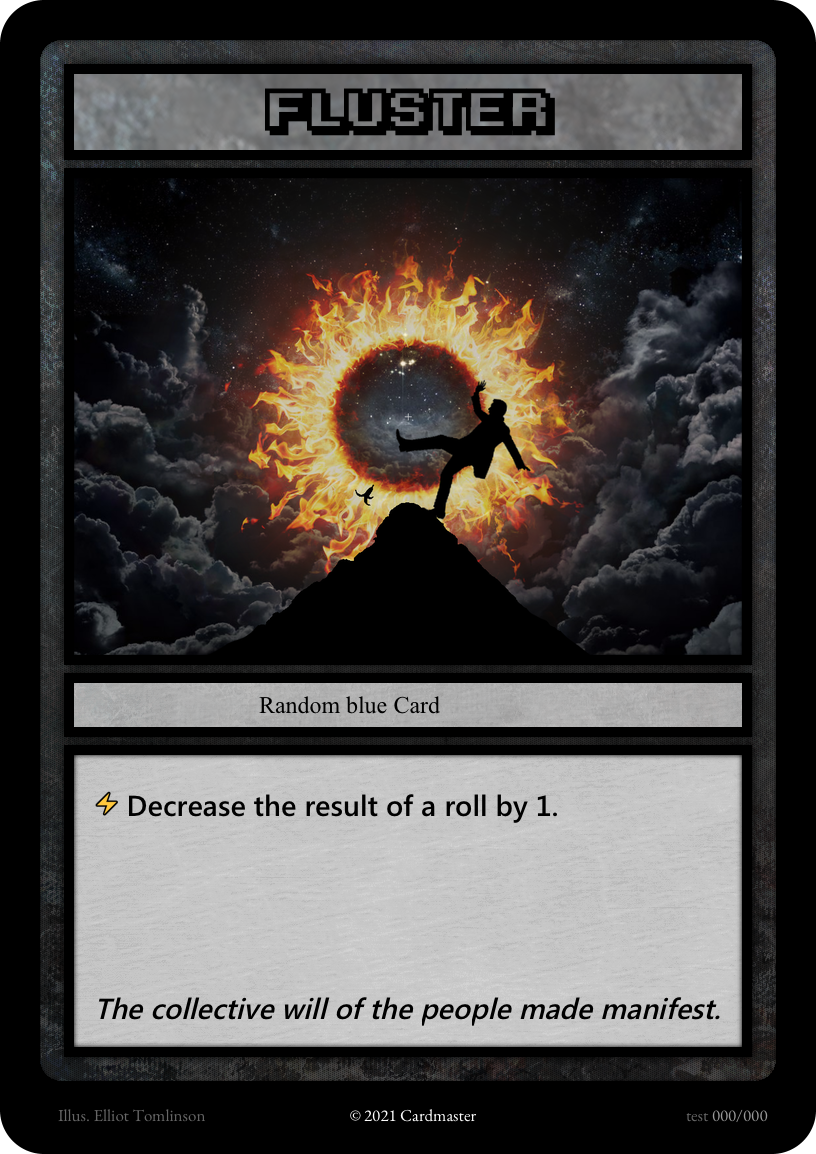 FLUSTER
Random blue Card
⚡ Decrease the result of a roll by 1.
The collective will of the people made manifest.
Illus. Elliot Tomlinson
© 2021 Cardmaster
test 000/000